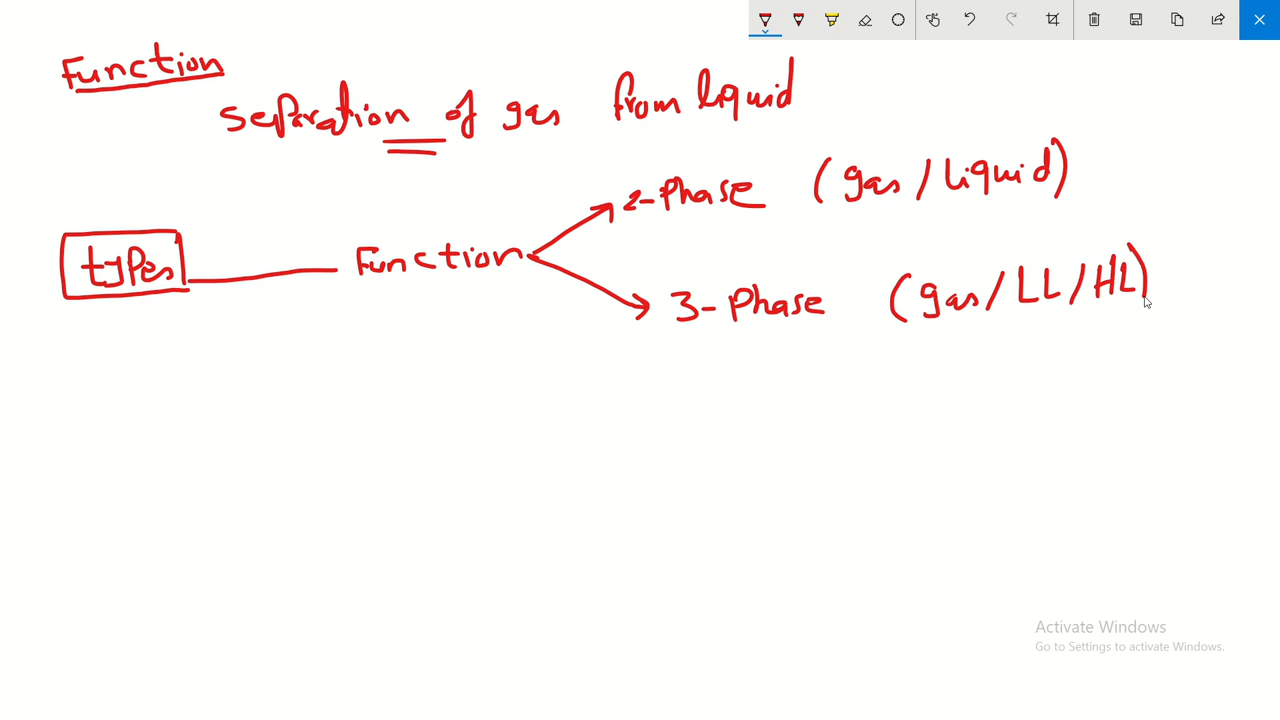 Function
Separation of gas from liquid
2-Phase (gas/liquid)
types Function
3-Phase (gas/LL/HL)
Activate Windows
Go to Settings to activate Windows.